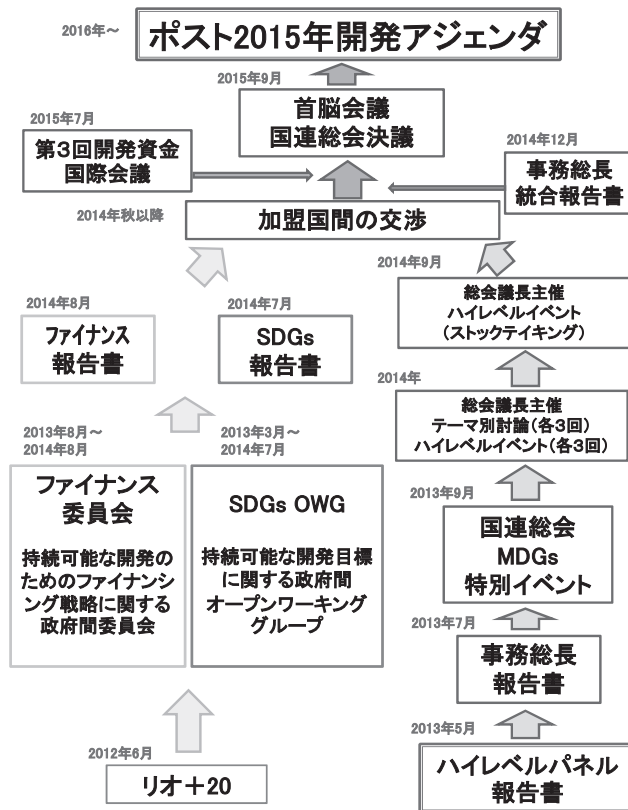 2016年～
ポスト2015年開発アジェンダ
2015年9月
首脳会議
国連総会決議
2015年7月
第3回開発資金
国際会議
2014年12月
事務総長
統合報告書
2014年秋以降
加盟国間の交渉
2014年8月
ファイナンス
報告書
2014年7月
SDGs
報告書
2014年9月
総会議長主催
ハイレベルイベント
(ストックテイキング)
2014年
総会議長主催
テーマ別討論(各3回)
ハイレベルイベント(各3回)
2013年8月～
2014年8月
ファイナンス
委員会
持続可能な開発の
ためのファイナンシ
ング戦略に関する
政府間委員会
2013年3月～
2014年7月
SDGs OWG
持続可能な開発目標
に関する政府間
オープンワーキング
グループ
2013年9月
国連総会
MDGs
特別イベント
2013年7月
事務総長
報告書
2013年5月
ハイレベルパネル
報告書
2012年6月
リオ＋20